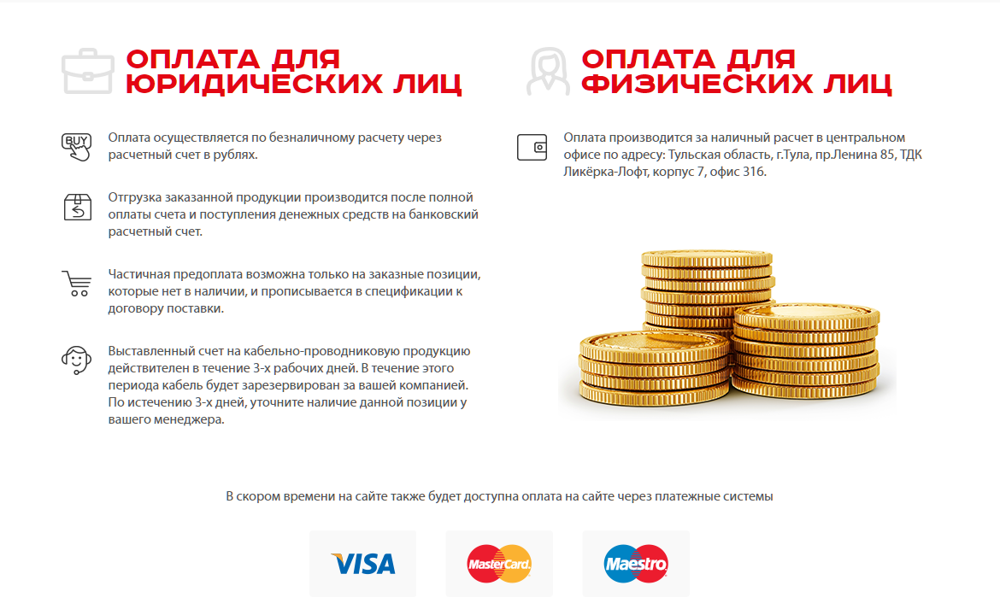 ОПЛАТА ДЛЯ
ЮРИДИЧЕСКИХ ЛИЦ
BUY
Оплата осуществляется по безналичному расчету через
расчетный счет в рублях.
Отгрузка заказанной продукции производится после полной
оплаты счета и поступления денежных средств на банковский
расчетный счет.
Частичная предоплата возможна только на заказные позиции,
которые нет в наличии, и прописывается в спецификации к
договору поставки.
Выставленный счет на кабельно-проводниковую продукцию
действителен в течение 3-х рабочих дней. В течение этого
периода кабель будет зарезервирован за вашей компанией.
По истечению 3-х дней, уточните наличие данной позиции у
вашего менеджера.
ОПЛАТА ДЛЯ
ФИЗИЧЕСКИХ ЛИЦ
Оплата производится за наличный расчет в центральном
офисе по адресу: Тульская область, г.Тула, пр.Ленина 85, ТДК
Ликёрка-Лофт, корпус 7, офис 316.
В скором времени на сайте также будет доступна оплата на сайте через платежные системы
VISA
MasterCard
Maestro